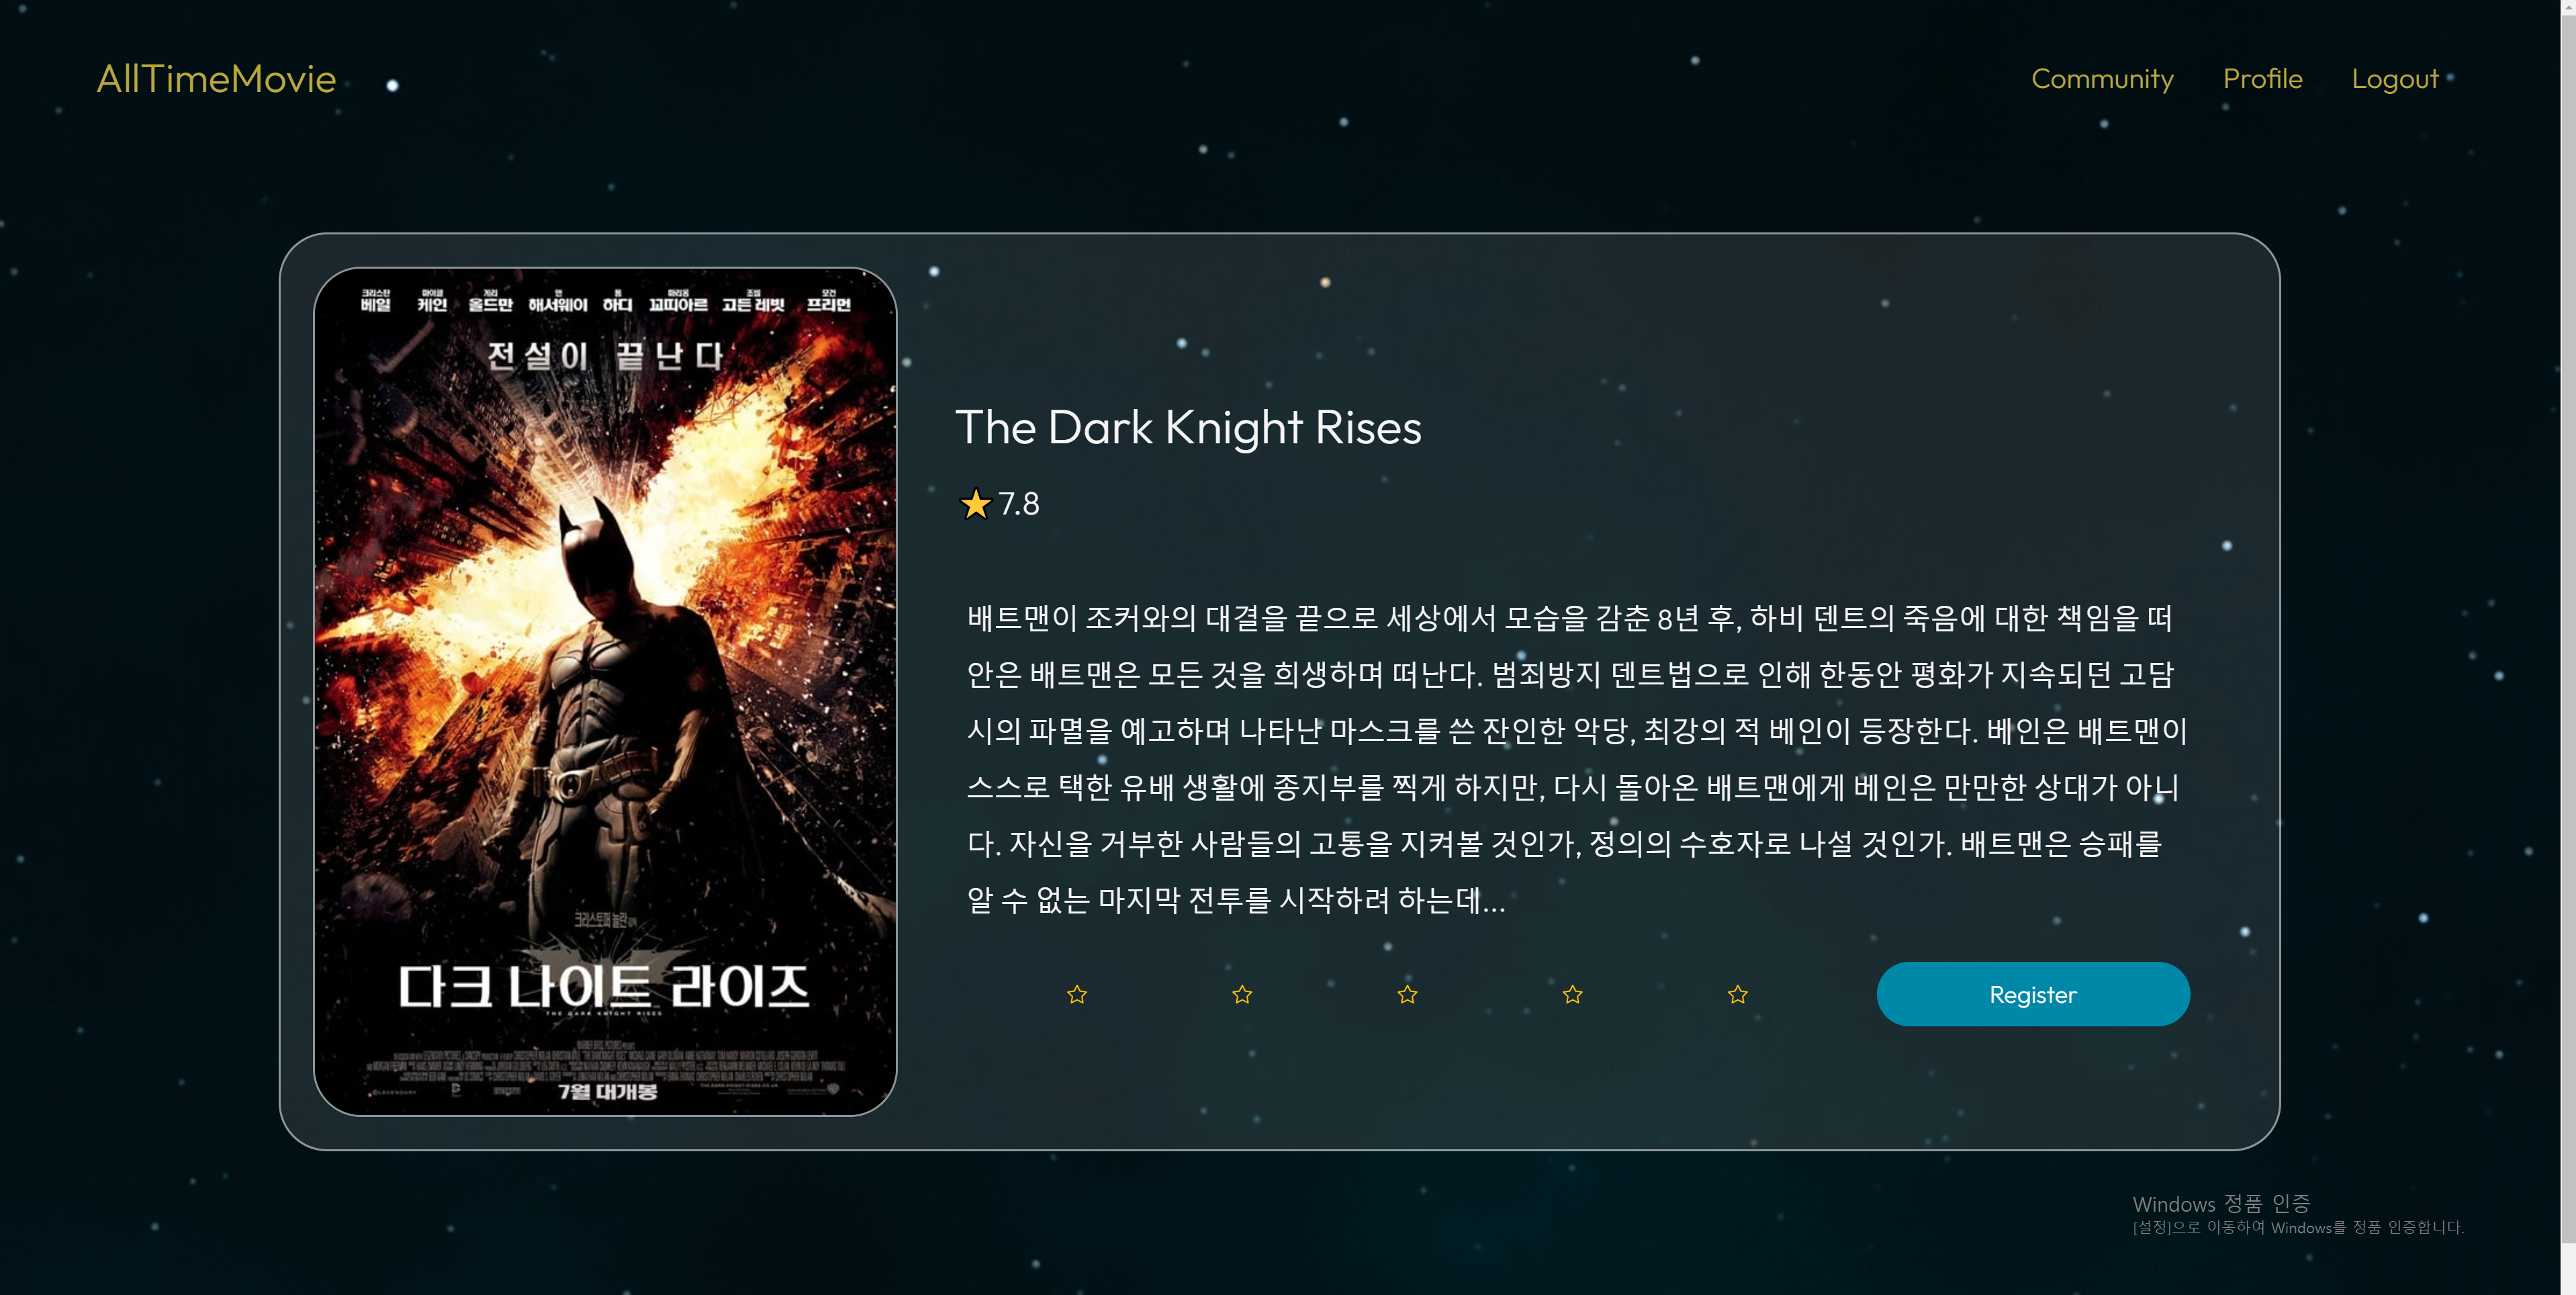 AllTimeMovie
Community Profile Logout
크리스찬 마이클 게리 앤 톰 마리옹 조셉 모건
베일 케인 올드만 해서웨이 하디 꼬띠아르 고든 레빗 프리먼
전설이 끝난다
The Dark Knight Rises
7.8
배트맨이 조커와의 대결을 끝으로 세상에서 모습을 감춘 8년 후, 하비 덴트의 죽음에 대한 책임을 떠
안은 배트맨은 모든 것을 희생하며 떠난다. 범죄방지 덴트법으로 인해 한동안 평화가 지속되던 고담
시의 파멸을 예고하며 나타난 마스크를 쓴 잔인한 악당, 최강의 적 베인이 등장한다. 베인은 배트맨이
스스로 택한 유배 생활에 종지부를 찍게 하지만, 다시 돌아온 배트맨에게 베인은 만만한 상대가 아니
다. 자신을 거부한 사람들의 고통을 지켜볼 것인가, 정의의 수호자로 나설 것인가. 배트맨은 승패를
알 수 없는 마지막 전투를 시작하려 하는데...
크리스토퍼 놀란 감독
다크 나이트 라이즈
THE DARK KNIGHT RISES
7월 대개봉
Register
Windows 정품 인증
[설정]으로 이동하여 Windows를 정품 인증합니다.